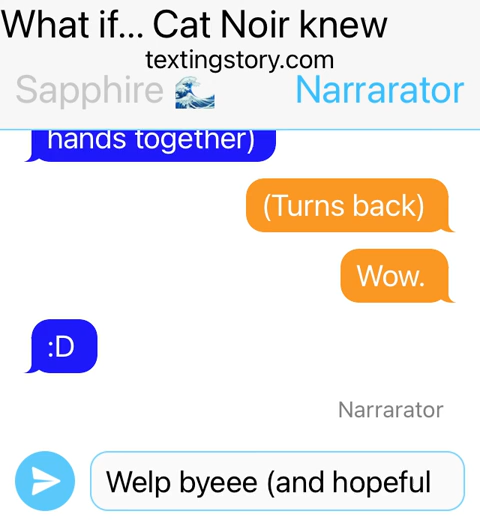 What if... Cat Noir knew
textingstory.com
Sapphire 🌊 Narrarator
hands together)
(Turns back)
Wow.
:D
Narrarator
Welp byeee (and hopeful